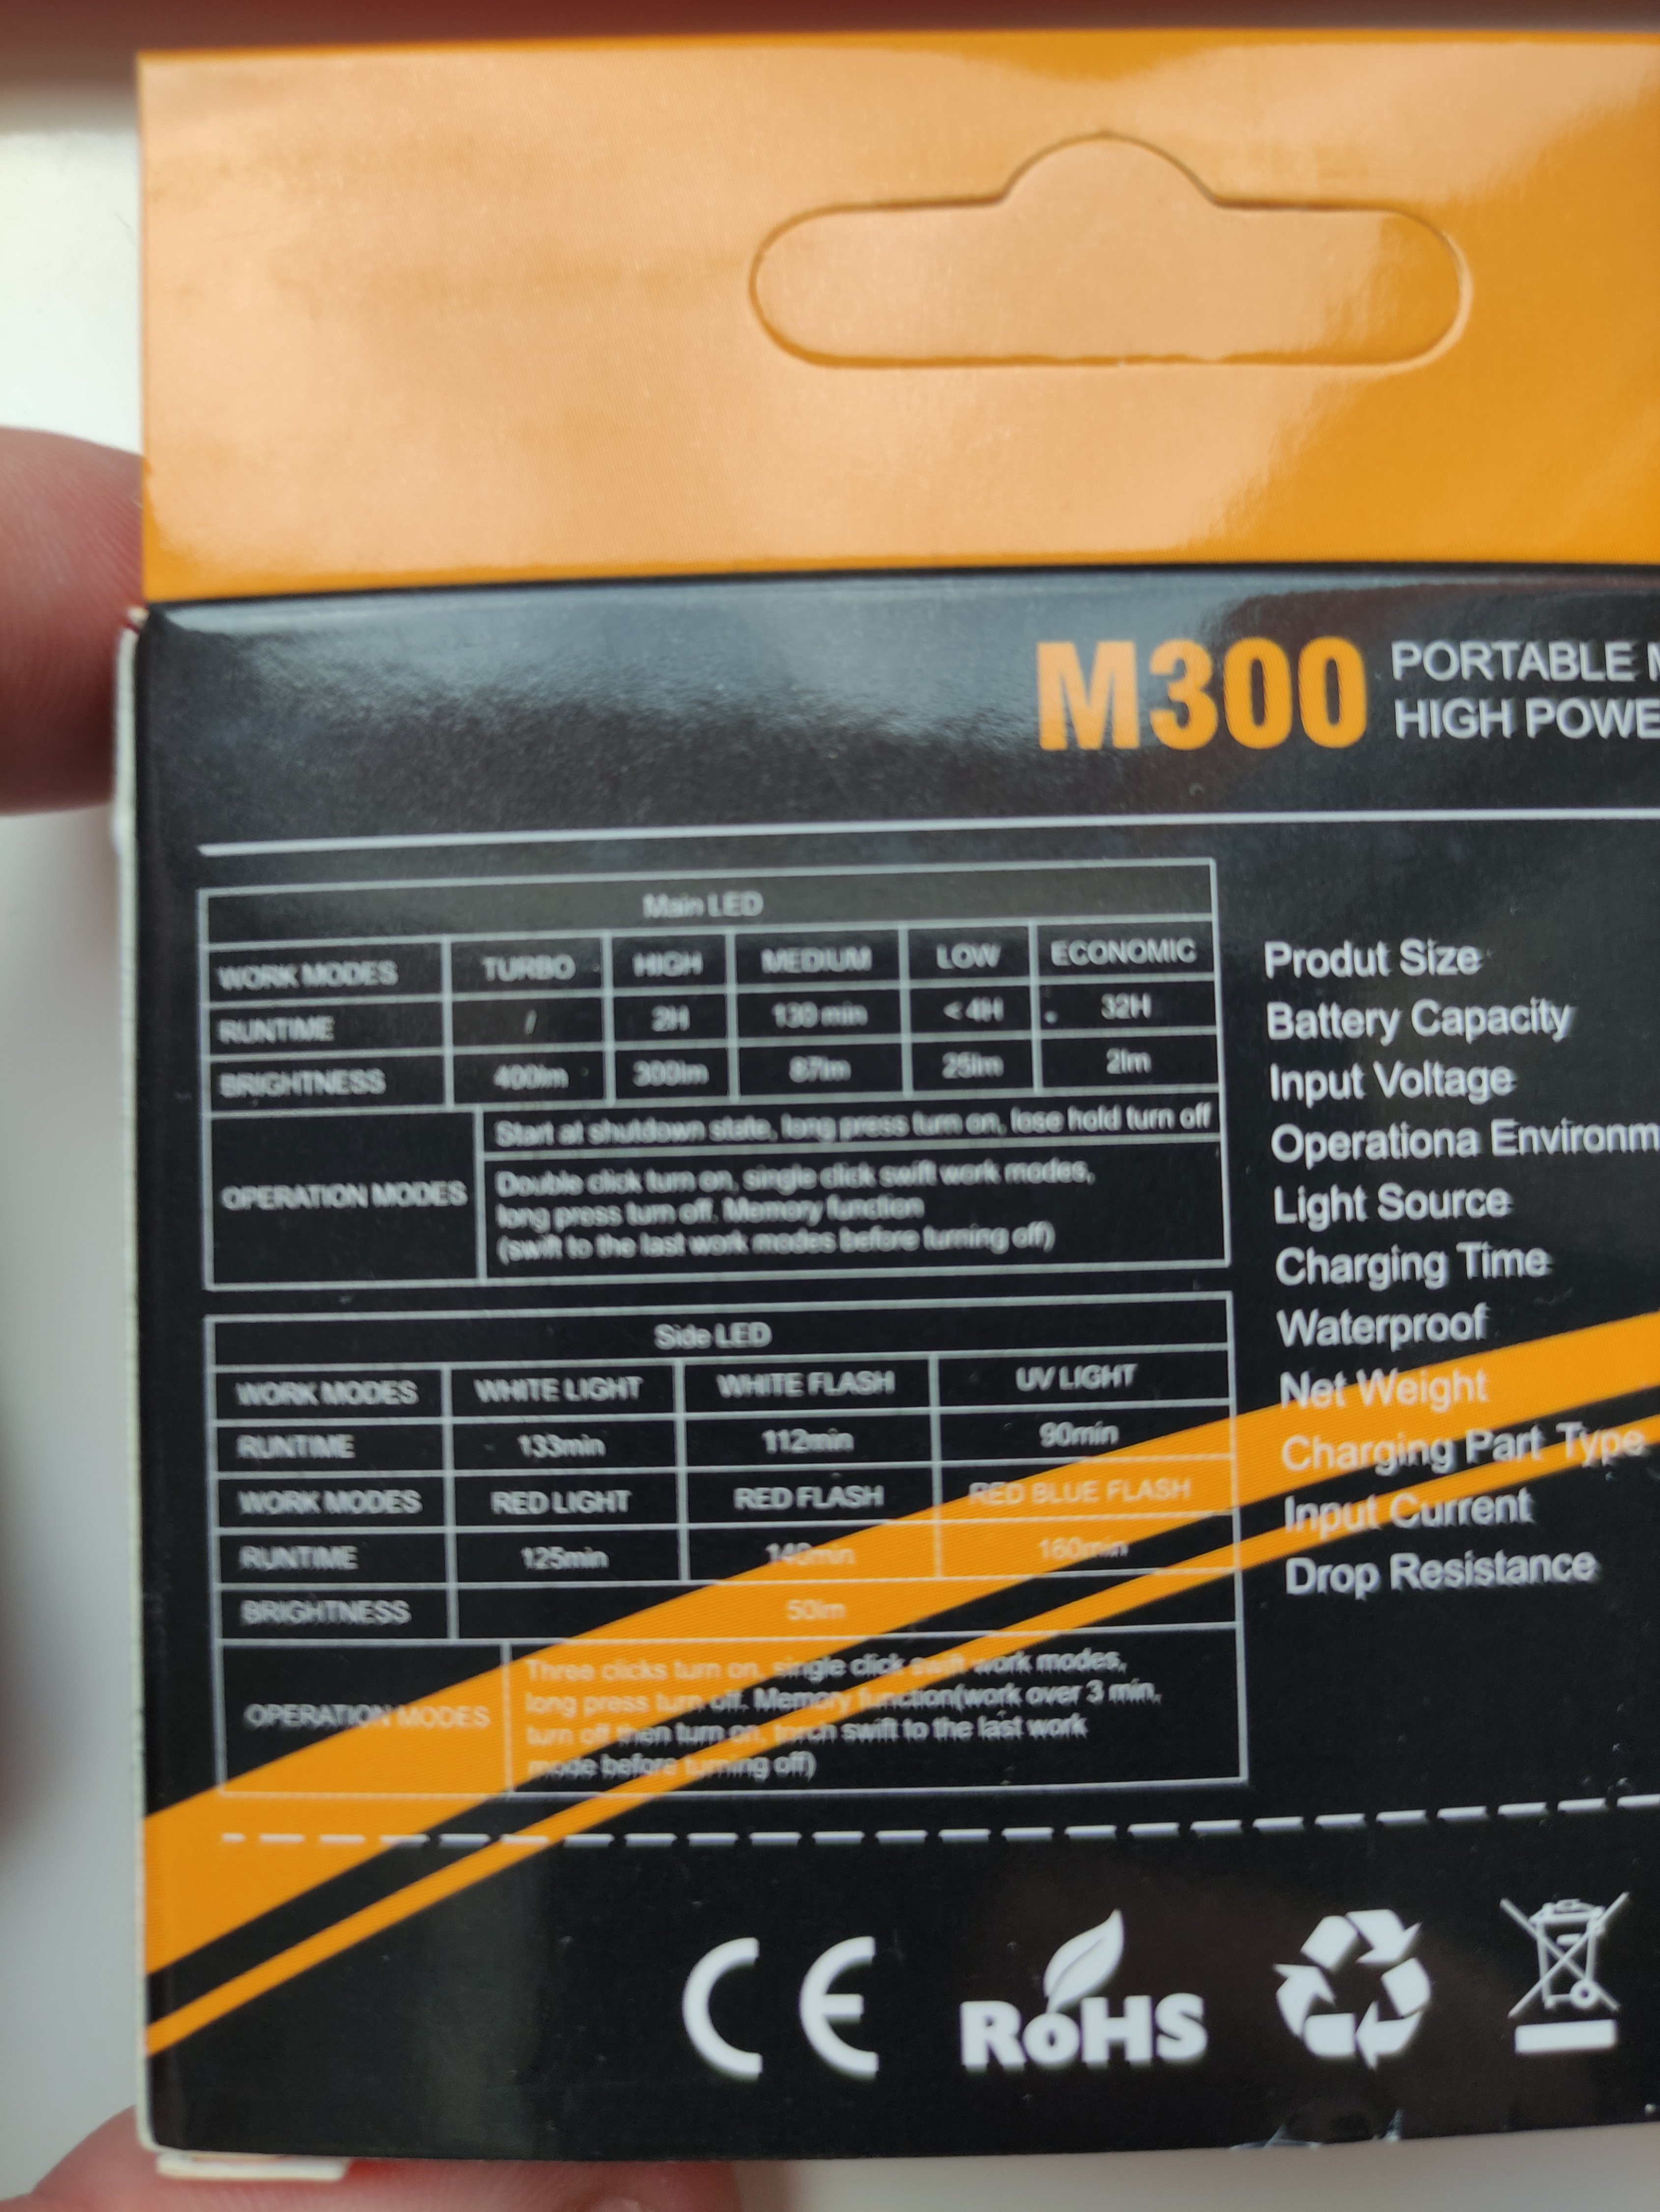 M300 PORTABLE
HIGH POWE
Main LED
WORK MODES TURBO HIGH MEDIUM LOW ECONOMIC
RUNTIME / 2H 130 min <4H 32H
BRIGHTNESS 400lm 300lm 87lm 25lm 2lm
OPERATION MODES
Start at shutdown state, long press turn on, lose hold turn off
Double click turn on, single click swift work modes,
long press turn off. Memory function
(swift to the last work modes before turning off)
Side LED
WORK MODES WHITE LIGHT WHITE FLASH UV LIGHT
RUNTIME 133min 112min 90min
WORK MODES RED LIGHT RED FLASH RED BLUE FLASH
RUNTIME 125min 160min
BRIGHTNESS 50lm
OPERATION MODES
Three clicks turn on, single click swift work modes,
long press turn off. Memory function(work over 3 min,
turn off then turn on, torch swift to the last work
mode before turning off)
Produt Size
Battery Capacity
Input Voltage
Operationa Environm
Light Source
Charging Time
Waterproof
Net Weight
Charging Part Type
Input Current
Drop Resistance
CE RoHS